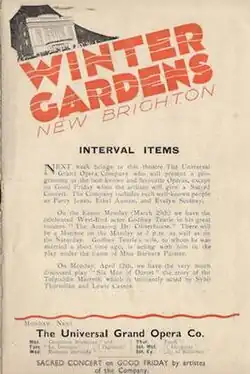 WINTER
GARDENS
NEW BRIGHTON
INTERVAL ITEMS
NEXT week brings to this theatre The Universal
Grand Opera Company who will present a pro-
gramme of the best-known and favourite Operas, except
on Good Friday when the artistes will give a Sacred
Concert. The Company includes such well-known people
as Parry Jones, Ethel Austin, and Evelyn
On the Easter Monday (March 29th) we have the
celebrated West-End actor Godfrey Tearle in his great
success "The Amazing Dr. Clitterhouse." There will
be a Matinee on the Monday at 2 p.m. as well as on
the Saturday. Godfrey Tearle's wife, to whom he was
married a short time ago, is acting with him in the
play under the name of Miss Barbara Palmer.
On Monday, April 12th, we have the very much
discussed play "Six Men of Dorset" the story of the
Tolpuddle Martyrs which is brilliantly acted by Sybil
Thorndike and Lewis Casson.
Monday Next
The Universal Grand Opera Co.
SACRED CONCERT on GOOD FRIDAY by artistes
of the company